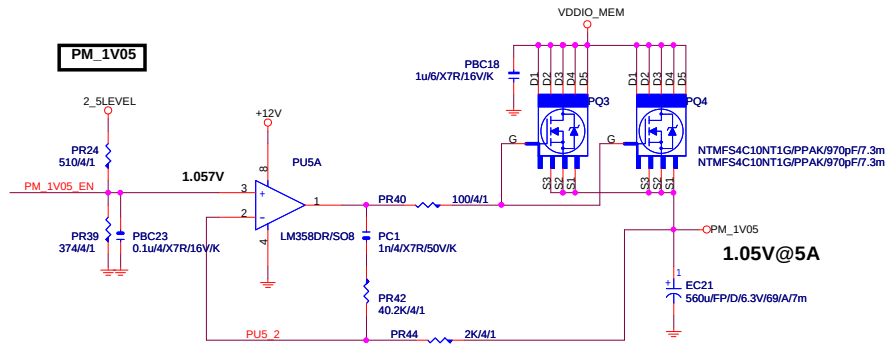 VDDIO_MEM
PM_1V05
PBC18
1u/6/X7R/16V/K
D1 D2 D3 D4 D5
D1 D2 D3 D4 D5
2_5LEVEL
+12V
PQ3
PQ4
PR24
510/4/1
8
PU5A
G
G
NTMFS4C10NT1G/PPAK/970pF/7.3m
NTMFS4C10NT1G/PPAK/970pF/7.3m
1.057V
S3 S2 S1
S3 S2 S1
PM_1V05_EN
3
+
1
PR40
100/4/1
2
-
PR39
374/4/1
PBC23
0.1u/4/X7R/16V/K
4
LM358DR/SO8
PC1
1n/4/X7R/50V/K
PM_1V05
1.05V@5A
1
+
EC21
560u/FP/D/6.3V/69/A/7m
PR42
40.2K/4/1
PU5_2
PR44
2K/4/1